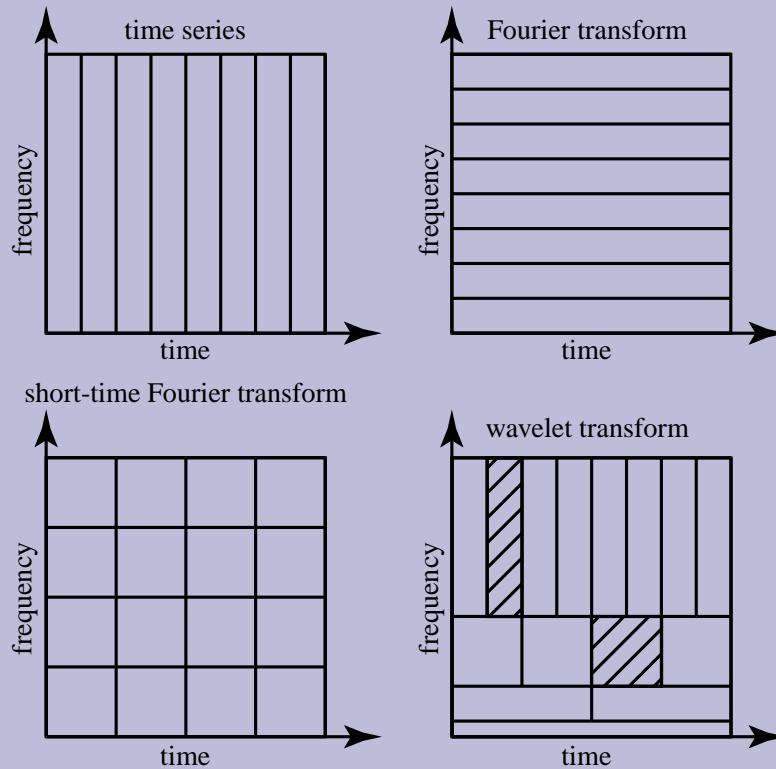 time series
frequency
time
Fourier transform
frequency
time
short-time Fourier transform
frequency
time
wavelet transform
frequency
time